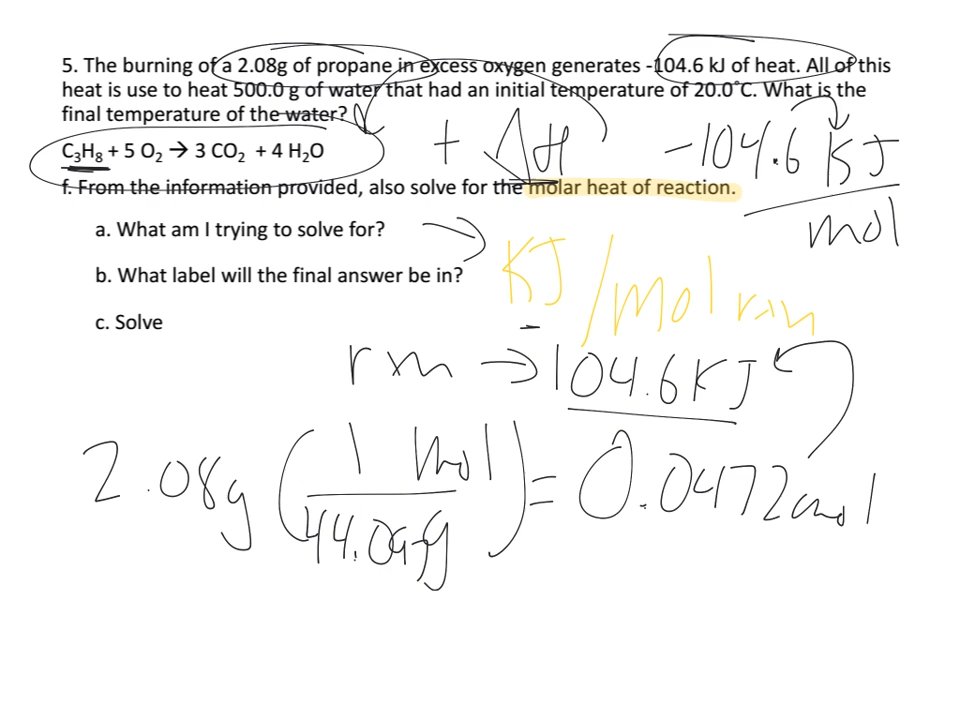 5. The burning of a 2.08g of propane in excess oxygen generates -104.6 kJ of heat. All of this
heat is use to heat 500.0 g of water that had an initial temperature of 20.0°C. What is the
final temperature of the water?
C₃H₈ + 5 O₂ → 3 CO₂ + 4 H₂O
+ ΔH
-104.6 KJ
mol
f. From the information provided, also solve for the molar heat of reaction.
a. What am I trying to solve for?
KJ/mol rxn
b. What label will the final answer be in?
c. Solve
rxn → -104.6KJ
2.08g (1 mol / 44.09g) = 0.0472 mol